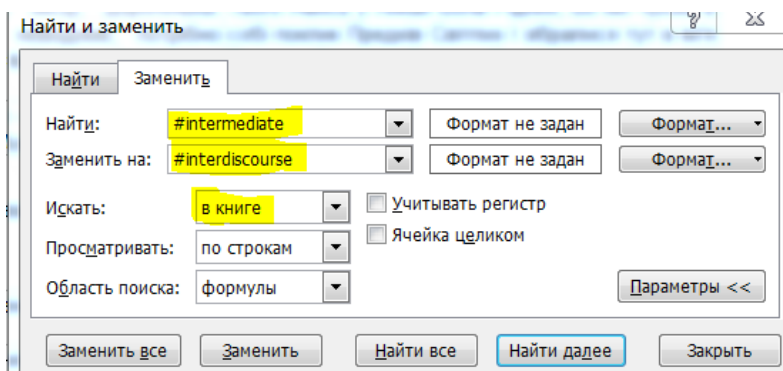 Найти и заменить
Найти Заменить
Найти: #intermediate Формат не задан Формат...
Заменить на: #interdiscourse Формат не задан Формат...
Искать: в книге Учитывать регистр
Ячейка целиком
Просматривать: по строкам
Область поиска: формулы Параметры <<
Заменить все Заменить Найти все Найти далее Закрыть